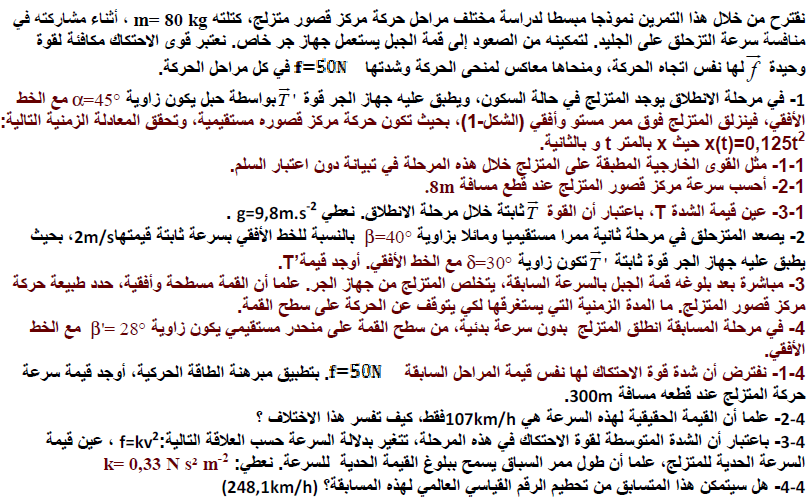 نقترح من خلال هذا التمرين نموذجا مبسطا لدراسة مختلف مراحل حركة مركز قصور متزلج، كتلته m= 80 kg ، أثناء مشاركته في
منافسة سرعة التزحلق على الجليد. لتمكينه من الصعود إلى قمة الجبل يستعمل جهاز جر خاص. نعتبر قوى الاحتكاك مكافئة لقوة
وحيدة f لها نفس اتجاه الحركة، ومنحاها معاكس لمنحى الحركة وشدتها f=50N في كل مراحل الحركة.
1- في مرحلة الانطلاق يوجد المتزلج في حالة السكون، ويطبق عليه جهاز الجر قوة T' بواسطة حبل يكون زاوية α=45° مع الخط
الأفقي، فينزلق المتزلج فوق ممر مستو وأفقي (الشكل-1)، بحيث تكون حركة مركز قصوره مستقيمية، وتحقق المعادلة الزمنية التالية:
x(t)=0,125t² حيث x بالمتر t و بالثانية.
1-1- مثل القوى الخارجية المطبقة على المتزلج خلال هذه المرحلة في تبيانة دون اعتبار السلم.
2-1- أحسب سرعة مركز قصور المتزلج عند قطع مسافة 8m.
3-1- عين قيمة الشدة T، باعتبار أن القوة T ثابتة خلال مرحلة الانطلاق. نعطي g=9,8m.s⁻² .
2- يصعد المتزحلق في مرحلة ثانية ممرا مستقيميا ومائلا بزاوية β=40° بالنسبة للخط الأفقي بسرعة ثابتة قيمتها2m/s، بحيث
يطبق عليه جهاز الجر قوة ثابتة T' تكون زاوية δ=30° مع الخط الأفقي. أوجد قيمة'T.
3- مباشرة بعد بلوغه قمة الجبل بالسرعة السابقة، يتخلص المتزلج من جهاز الجر. علما أن القمة مسطحة وأفقية، حدد طبيعة حركة
مركز قصور المتزلج. ما المدة الزمنية التي يستغرقها لكي يتوقف عن الحركة على سطح القمة.
4- في مرحلة المسابقة انطلق المتزلج بدون سرعة بدئية، من سطح القمة على منحدر مستقيمي يكون زاوية β'= 28° مع الخط
الأفقي.
1-4- نفترض أن شدة قوة الاحتكاك لها نفس قيمة المراحل السابقة f=50N. بتطبيق مبرهنة الطاقة الحركية، أوجد قيمة سرعة
حركة المتزلج عند قطعه مسافة 300m.
2-4- علما أن القيمة الحقيقية لهذه السرعة هي 107km/hفقط، كيف تفسر هذا الاختلاف ؟
3-4- باعتبار أن الشدة المتوسطة لقوة الاحتكاك في هذه المرحلة، تتغير بدلالة السرعة حسب العلاقة التالية:f=kv² ، عين قيمة
السرعة الحدية للمتزلج، علما أن طول ممر السباق يسمح ببلوغ القيمة الحدية للسرعة. نعطي: k= 0,33 N s² m⁻²
4-4- هل سيتمكن هذا المتسابق من تحطيم الرقم القياسي العالمي لهذه المسابقة؟ (248,1km/h)